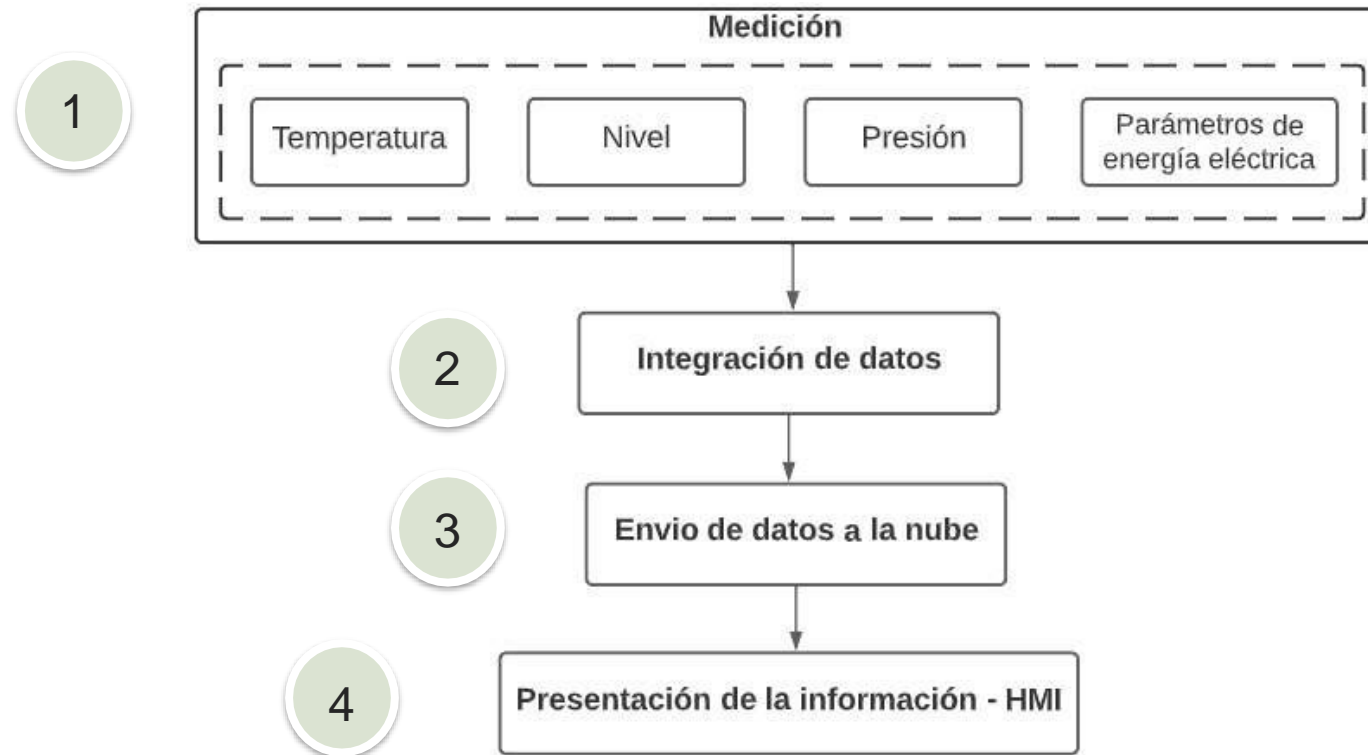 Medición
1
Temperatura
Nivel
Presión
Parámetros de
energía eléctrica
2
Integración de datos
3
Envio de datos a la nube
4
Presentación de la información - HMI